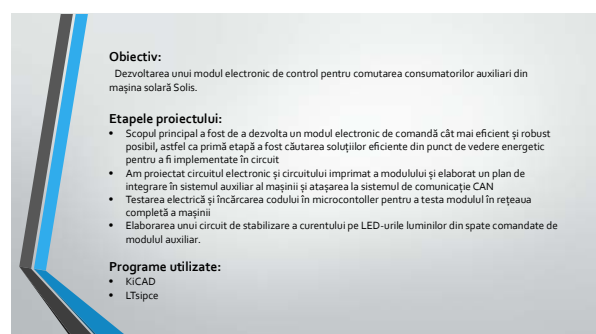 Obiectiv:
Dezvoltarea unui modul electronic de control pentru comutarea consumatorilor auxiliari din
mașina solară Solis.
Etapele proiectului:
• Scopul principal a fost de a dezvolta un modul electronic de comandă cât mai eficient și robust
posibil, astfel ca primă etapă a fost căutarea soluțiilor eficiente din punct de vedere energetic
pentru a fi implementate în circuit
• Am proiectat circuitul electronic și circuitului imprimat a modulului și elaborat un plan de
integrare în sistemul auxiliar al mașinii și atașarea la sistemul de comunicație CAN
• Testarea electrică și încărcarea codului în microcontoller pentru a testa modulul în rețeaua
completă a mașinii
• Elaborarea unui circuit de stabilizare a curentului pe LED-urile luminilor din spate comandate de
modulul auxiliar.
Programe utilizate:
• KiCAD
• LTsipce